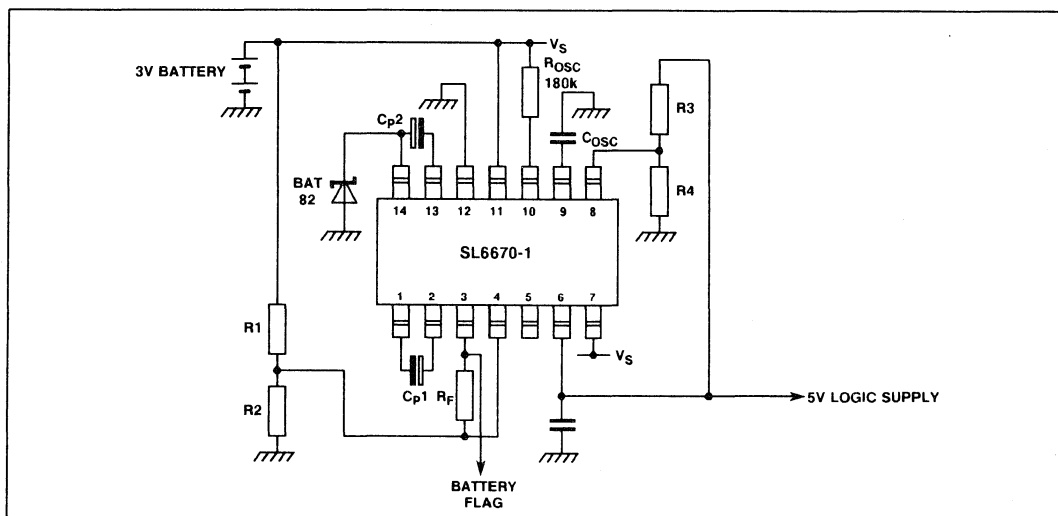 V_S
3V BATTERY
R_OSC
180k
R3
C_P2
C_OSC
BAT
82
R4
14 13 12 11 10 9 8
SL6670-1
1 2 3 4 5 6 7
R1
V_S
C_P1
R_F
R2
5V LOGIC SUPPLY
BATTERY
FLAG